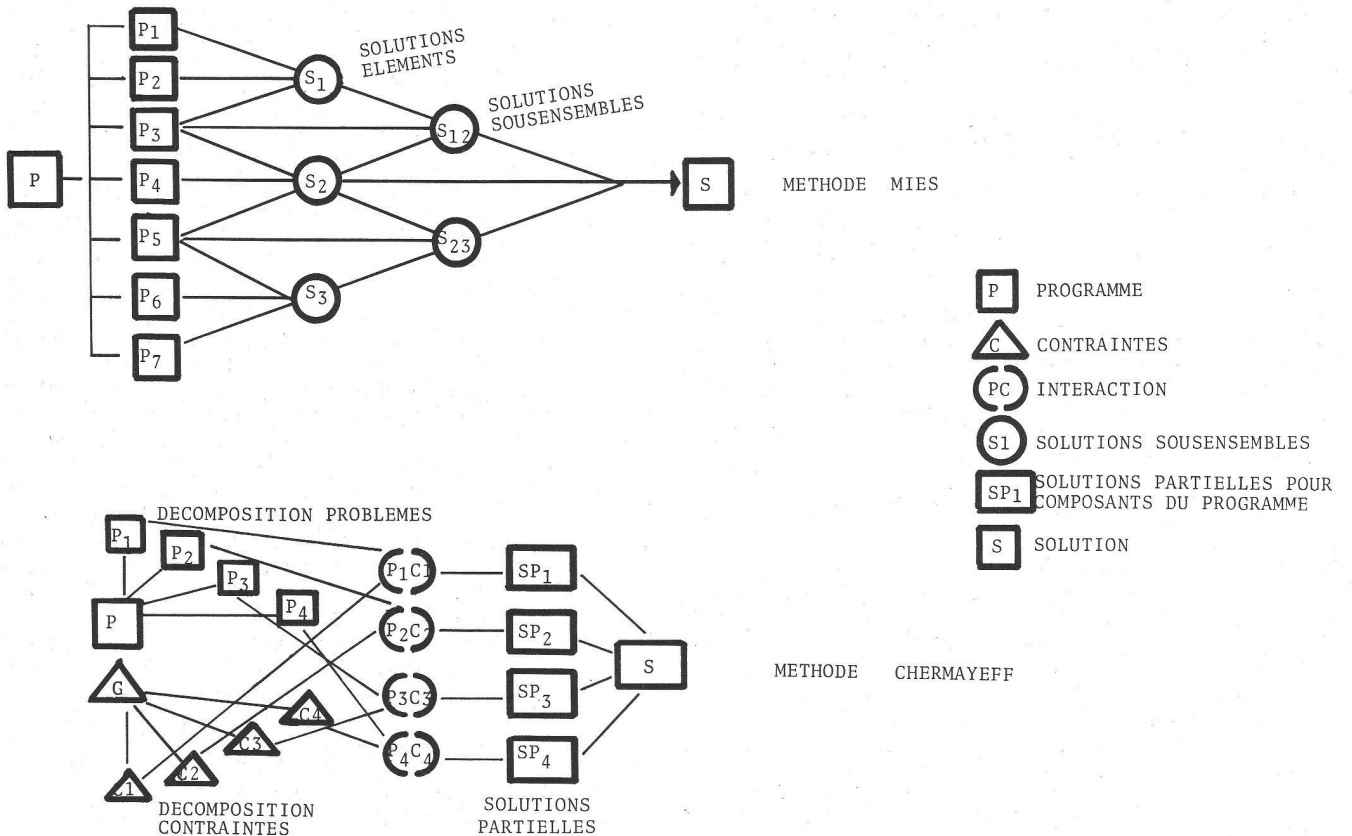 P1
P2
P3
P4
P5
P6
P7
P
S1
S2
S3
SOLUTIONS
ELEMENTS
S12
S23
SOLUTIONS
SOUSENSEMBLES
S
METHODE MIES
P PROGRAMME
C CONTRAINTES
PC INTERACTION
S1 SOLUTIONS SOUSENSEMBLES
SP1 SOLUTIONS PARTIELLES POUR
COMPOSANTS DU PROGRAMME
S SOLUTION
DECOMPOSITION PROBLEMES
P1
P2
P3
P4
P
G
C4
C3
C2
C1
DECOMPOSITION
CONTRAINTES
P1C1
P2C
P3C3
P4C4
SP1
SP2
SP3
SP4
SOLUTIONS
PARTIELLES
S
METHODE CHERMAYEFF